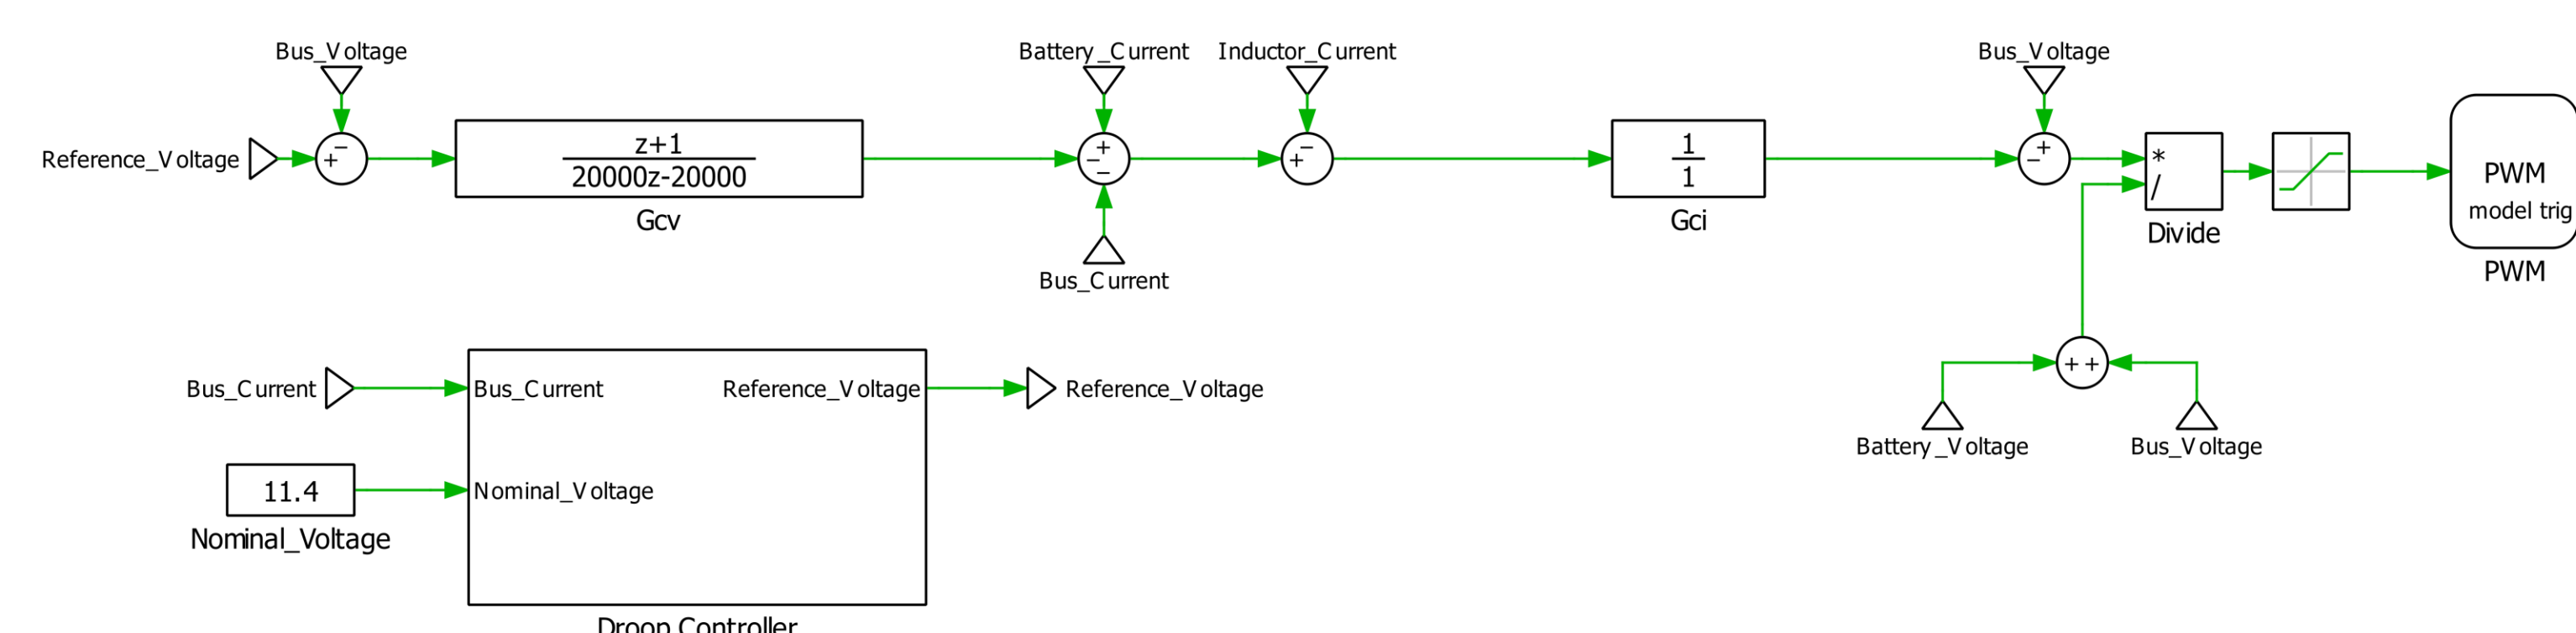 Bus_Voltage
Battery_Current
Inductor_Current
Bus_Voltage
Reference_Voltage
+
−
z+1
20000z-20000
Gcv
+
−
−
Bus_Current
+
−
1
1
Gci
+
−
*
/
Divide
PWM
model trig
PWM
Bus_Current
Bus_Current
Reference_Voltage
Reference_Voltage
11.4
Nominal_Voltage
Nominal_Voltage
Droop Controller
++
Battery_Voltage
Bus_Voltage